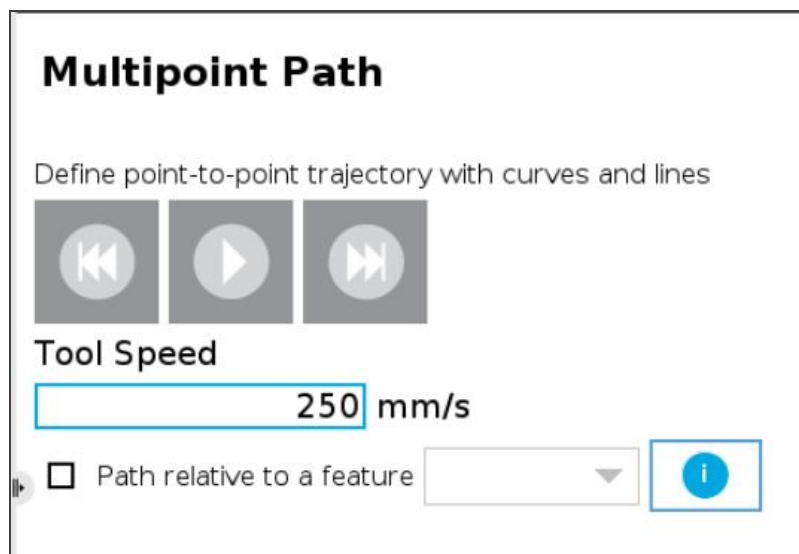 Multipoint Path
Define point-to-point trajectory with curves and lines
Tool Speed
250 mm/s
Path relative to a feature
i